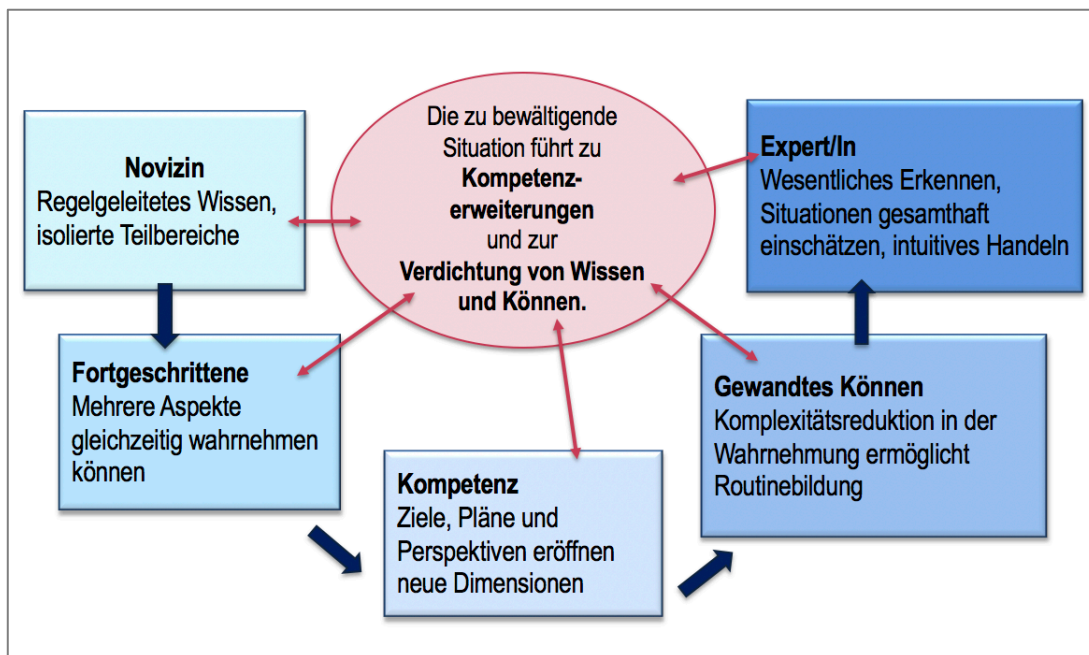 Novizin
Regelgeleitetes Wissen,
isolierte Teilbereiche
Die zu bewältigende
Situation führt zu
Kompetenz-
erweiterungen
und zur
Verdichtung von Wissen
und Können.
Expert/In
Wesentliches Erkennen,
Situationen gesamthaft
einschätzen, intuitives Handeln
Fortgeschrittene
Mehrere Aspekte
gleichzeitig wahrnehmen
können
Kompetenz
Ziele, Pläne und
Perspektiven eröffnen
neue Dimensionen
Gewandtes Können
Komplexitätsreduktion in der
Wahrnehmung ermöglicht
Routinebildung